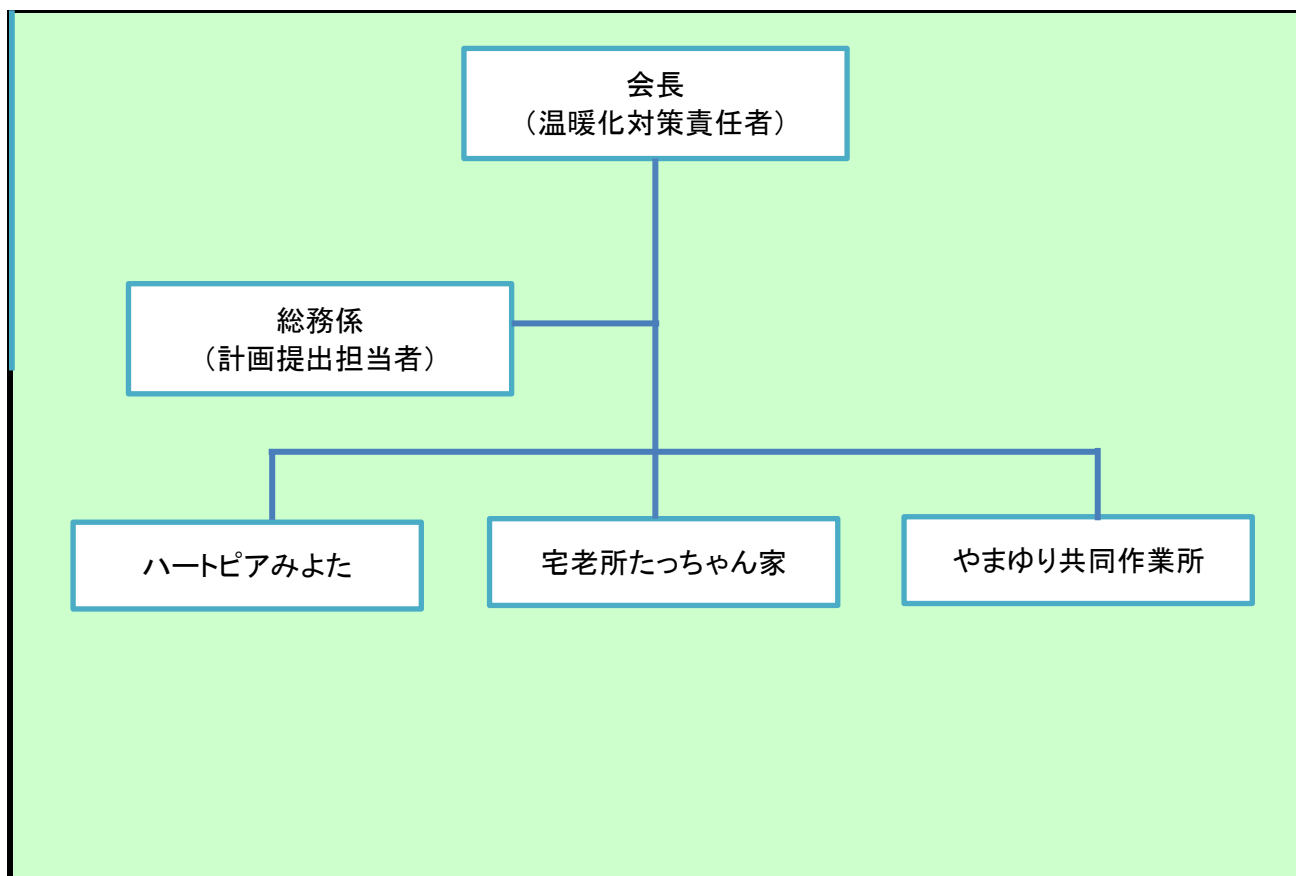 会長
（温暖化対策責任者）
総務係
（計画提出担当者）
ハートピアみよた
宅老所たっちゃん家
やまゆり共同作業所